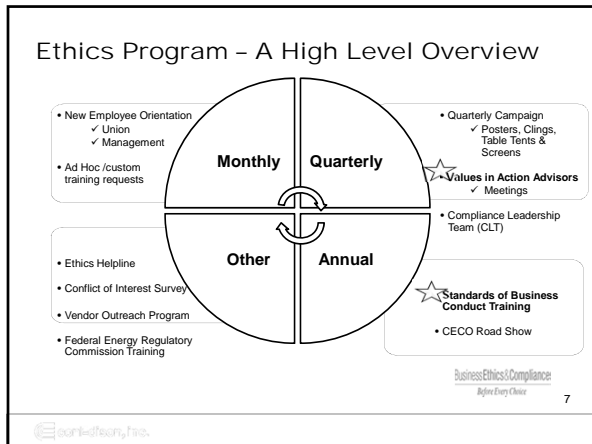 Ethics Program – A High Level Overview
• New Employee Orientation
✓ Union
✓ Management
• Ad Hoc /custom
training requests
Monthly
Quarterly
• Quarterly Campaign
✓ Posters, Clings,
Table Tents &
Screens
• Values in Action Advisors
✓ Meetings
• Compliance Leadership
Team (CLT)
Other
Annual
• Ethics Helpline
• Conflict of Interest Survey
• Vendor Outreach Program
• Federal Energy Regulatory
Commission Training
Standards of Business
Conduct Training
• CECO Road Show
BusinessEthics&Compliance
Before Every Choice
7